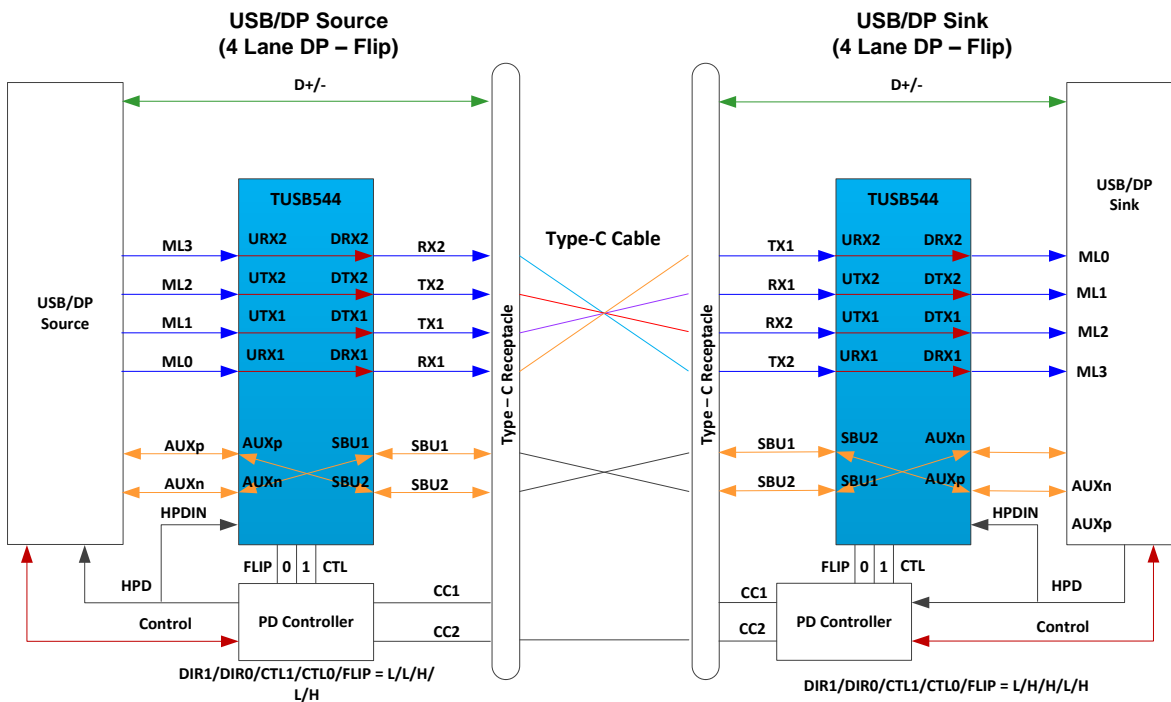 USB/DP Source
(4 Lane DP – Flip)
USB/DP Sink
(4 Lane DP – Flip)
D+/-
D+/-
TUSB544
TUSB544
USB/DP
Source
USB/DP
Sink
Type-C Cable
Type – C Receptacle
Type – C Receptacle
ML3 URX2 DRX2 RX2
ML2 UTX2 DTX2 TX2
ML1 UTX1 DTX1 TX1
ML0 URX1 DRX1 RX1
AUXp AUXp SBU1 SBU1
AUXn AUXn SBU2 SBU2
HPDIN
FLIP 0 1 CTL
HPD
Control
PD Controller
CC1
CC2
DIR1/DIR0/CTL1/CTL0/FLIP = L/L/H/
L/H
TX1 URX2 DRX2 ML0
RX1 UTX2 DTX2 ML1
RX2 UTX1 DTX1 ML2
TX2 URX1 DRX1 ML3
SBU1 SBU2 AUXn
SBU2 SBU1 AUXp AUXn
HPDIN AUXp
FLIP 0 1 CTL
HPD
Control
PD Controller
CC1
CC2
DIR1/DIR0/CTL1/CTL0/FLIP = L/H/H/L/H